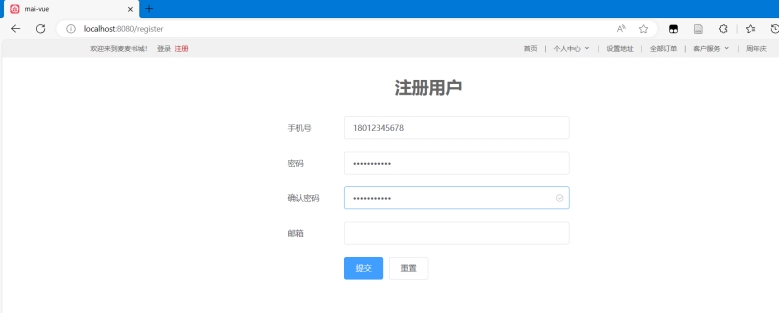 mai-vue
localhost:8080/register
欢迎来到麦麦书城! 登录 注册
首页 | 个人中心 | 设置地址 | 全部订单 | 客户服务 | 周年庆
注册用户
手机号 18012345678
密码 •••••••••••
确认密码 •••••••••••
邮箱
提交 重置